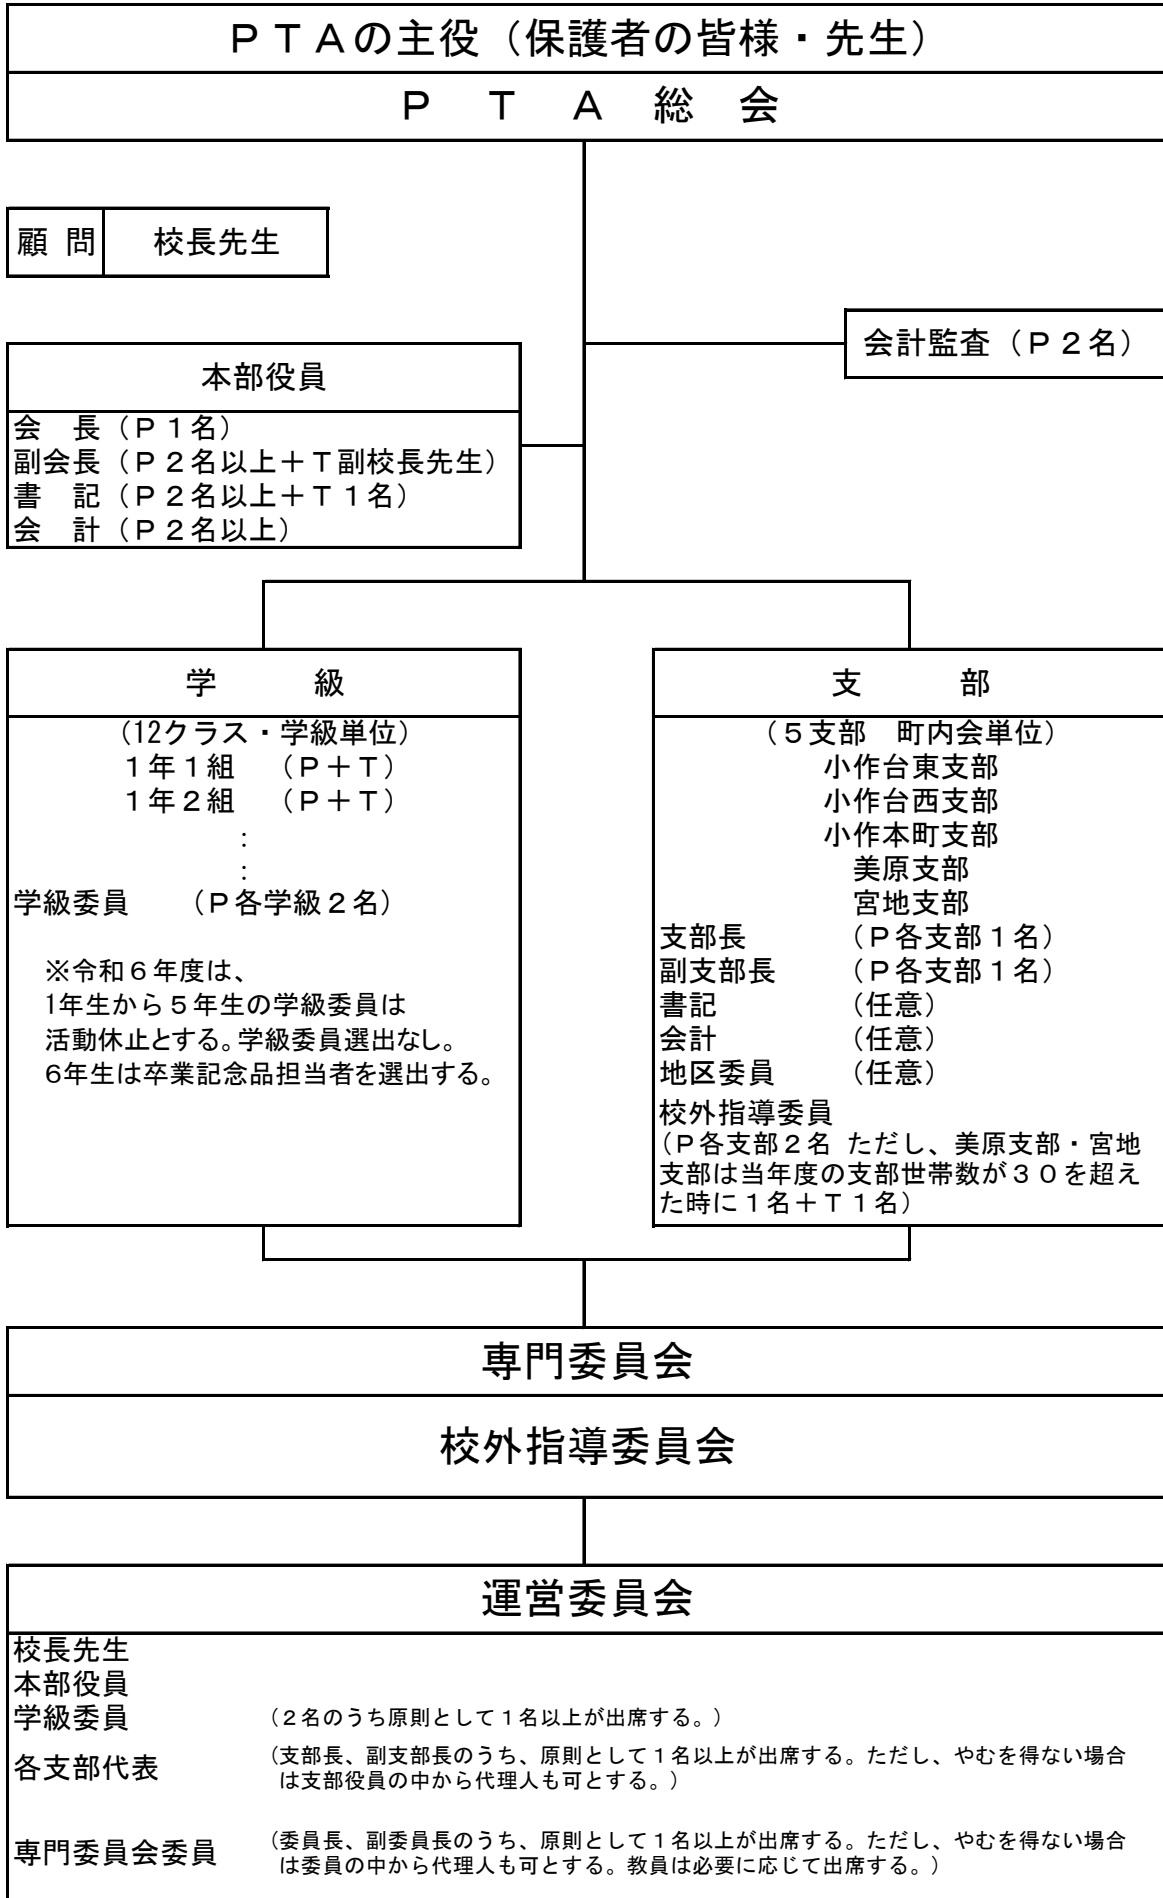 ＰＴＡの主役（保護者の皆様・先生）
Ｐ　Ｔ　Ａ　総　会
顧 問　校長先生
会計監査（Ｐ２名）
本部役員
会　長（Ｐ１名）
副会長（Ｐ２名以上＋Ｔ副校長先生）
書　記（Ｐ２名以上＋Ｔ１名）
会　計（Ｐ２名以上）
学　　級
（12クラス・学級単位）
１年１組　（Ｐ＋Ｔ）
１年２組　（Ｐ＋Ｔ）
：
：
学級委員　（Ｐ各学級２名）
※令和６年度は、
1年生から５年生の学級委員は
活動休止とする。学級委員選出なし。
６年生は卒業記念品担当者を選出する。
支　　部
（５支部　町内会単位）
小作台東支部
小作台西支部
小作本町支部
美原支部
宮地支部
支部長　（Ｐ各支部１名）
副支部長　（Ｐ各支部１名）
書記　（任意）
会計　（任意）
地区委員　（任意）
校外指導委員
（Ｐ各支部２名 ただし、美原支部・宮地
支部は当年度の支部世帯数が３０を超え
た時に１名＋Ｔ１名）
専門委員会
校外指導委員会
運営委員会
校長先生
本部役員
学級委員　（２名のうち原則として１名以上が出席する。）
各支部代表　（支部長、副支部長のうち、原則として１名以上が出席する。ただし、やむを得ない場合
は支部役員の中から代理人も可とする。）
専門委員会委員　（委員長、副委員長のうち、原則として１名以上が出席する。ただし、やむを得ない場合
は委員の中から代理人も可とする。教員は必要に応じて出席する。）